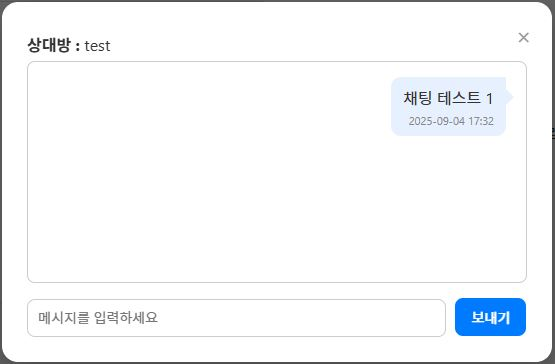 상대방 : test
×
채팅 테스트 1
2025-09-04 17:32
메시지를 입력하세요
보내기